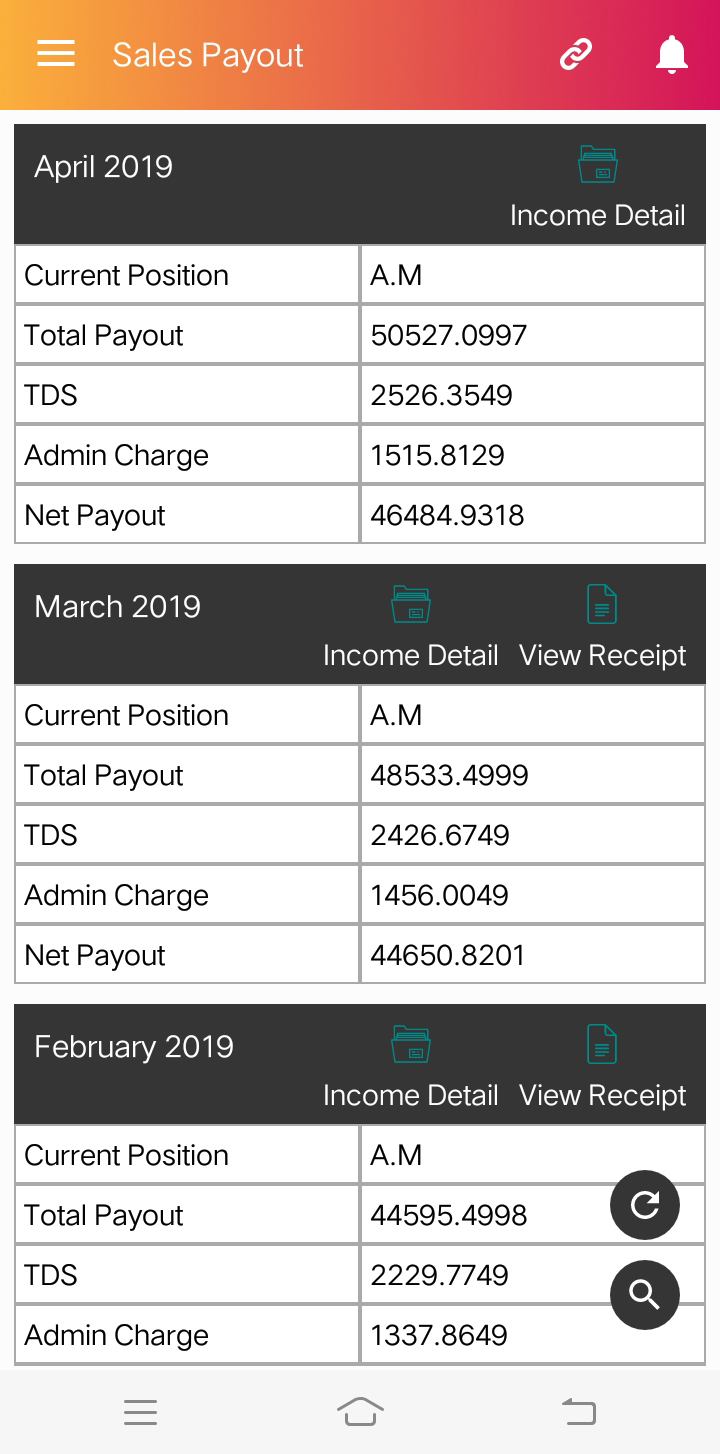 Sales Payout
April 2019
Income Detail
Current Position A.M
Total Payout 50527.0997
TDS 2526.3549
Admin Charge 1515.8129
Net Payout 46484.9318
March 2019
Income Detail View Receipt
Current Position A.M
Total Payout 48533.4999
TDS 2426.6749
Admin Charge 1456.0049
Net Payout 44650.8201
February 2019
Income Detail View Receipt
Current Position A.M
Total Payout 44595.4998
TDS 2229.7749
Admin Charge 1337.8649